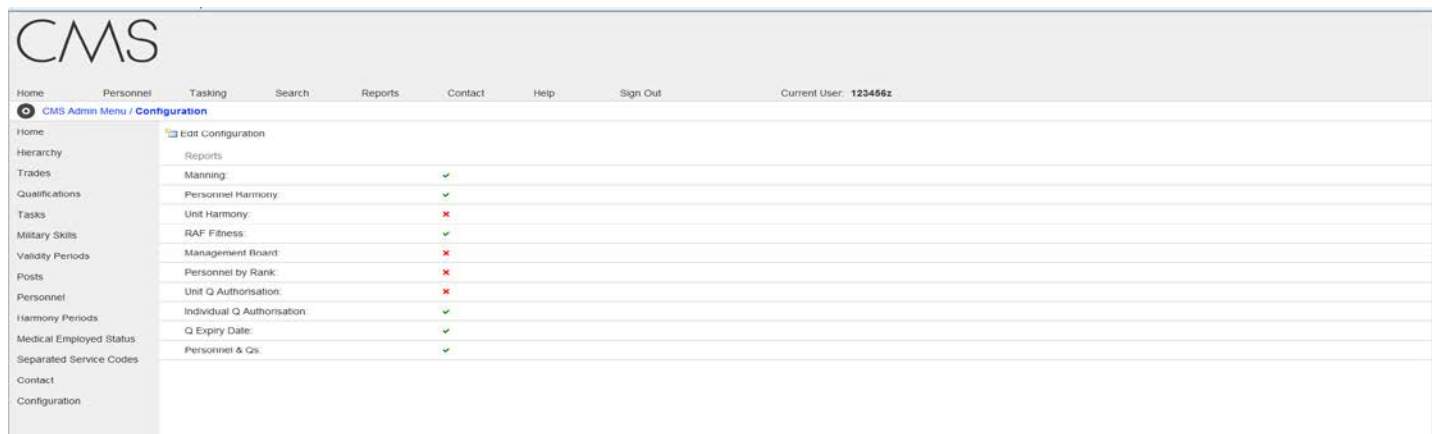 CMS
Home Personnel Tasking Search Reports Contact Help Sign Out Current User: 123456z
CMS Admin Menu / Configuration
Home
Hierarchy
Trades
Qualifications
Tasks
Military Skills
Validity Periods
Posts
Personnel
Harmony Periods
Medical Employed Status
Separated Service Codes
Contact
Configuration
Edit Configuration
Reports
Manning:
Personnel Harmony:
Unit Harmony:
RAF Fitness:
Management Board:
Personnel by Rank:
Unit Q Authorisation:
Individual Q Authorisation:
Q Expiry Date:
Personnel & Qs: